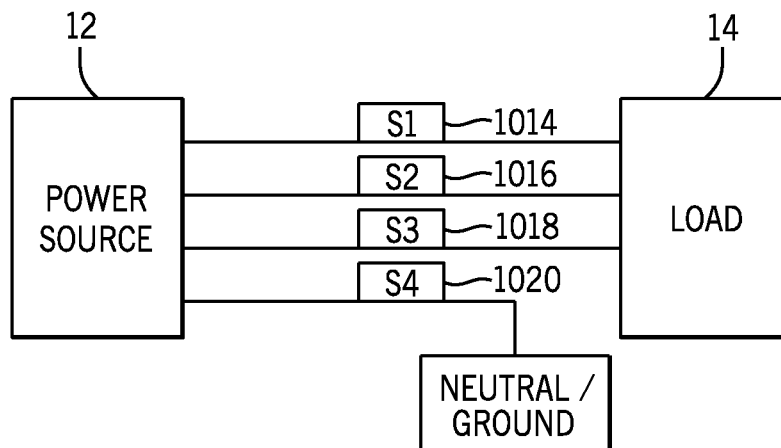 12
14
POWER
SOURCE
S1
1014
S2
1016
S3
1018
S4
1020
LOAD
NEUTRAL /
GROUND